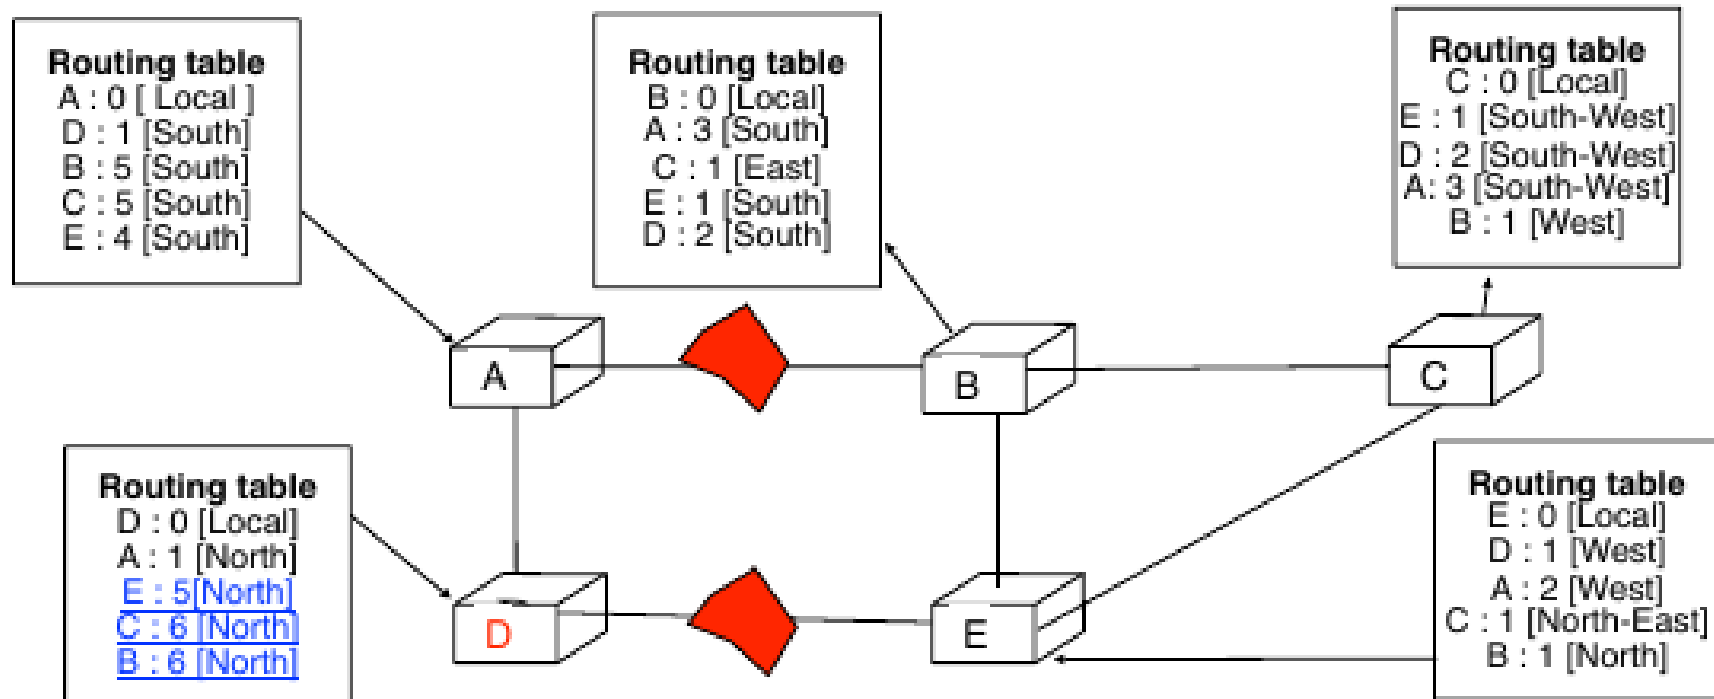 Routing table
A : 0 [ Local ]
D : 1 [South]
B : 5 [South]
C : 5 [South]
E : 4 [South]
Routing table
B : 0 [Local]
A : 3 [South]
C : 1 [East]
E : 1 [South]
D : 2 [South]
Routing table
C : 0 [Local]
E : 1 [South-West]
D : 2 [South-West]
A: 3 [South-West]
B : 1 [West]
A
B
C
Routing table
D : 0 [Local]
A : 1 [North]
E : 5[North]
C : 6 [North]
B : 6 [North]
D
E
Routing table
E : 0 [Local]
D : 1 [West]
A : 2 [West]
C : 1 [North-East]
B : 1 [North]